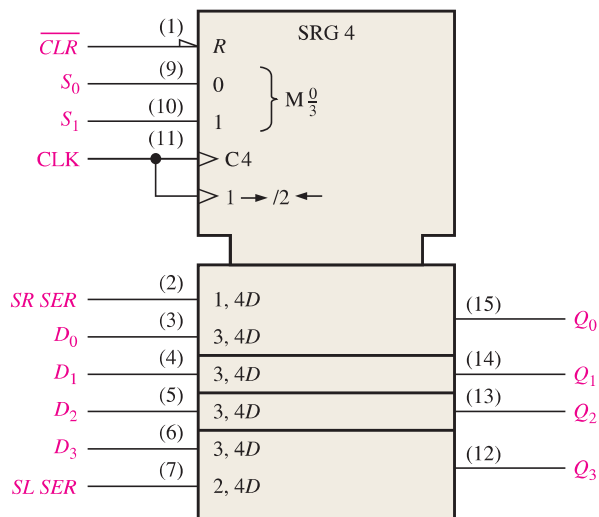 (1) SRG 4
C̅L̅R̅ R
(9)
S₀ 0
M 0/3
(10)
S₁ 1
(11)
CLK C4
1 → /2 ←
(2)
SR SER 1, 4D
(15)
Q₀
(3)
D₀ 3, 4D
(4) (14)
D₁ 3, 4D Q₁
(5) (13)
D₂ 3, 4D Q₂
(6)
D₃ 3, 4D
(12)
Q₃
(7)
SL SER 2, 4D